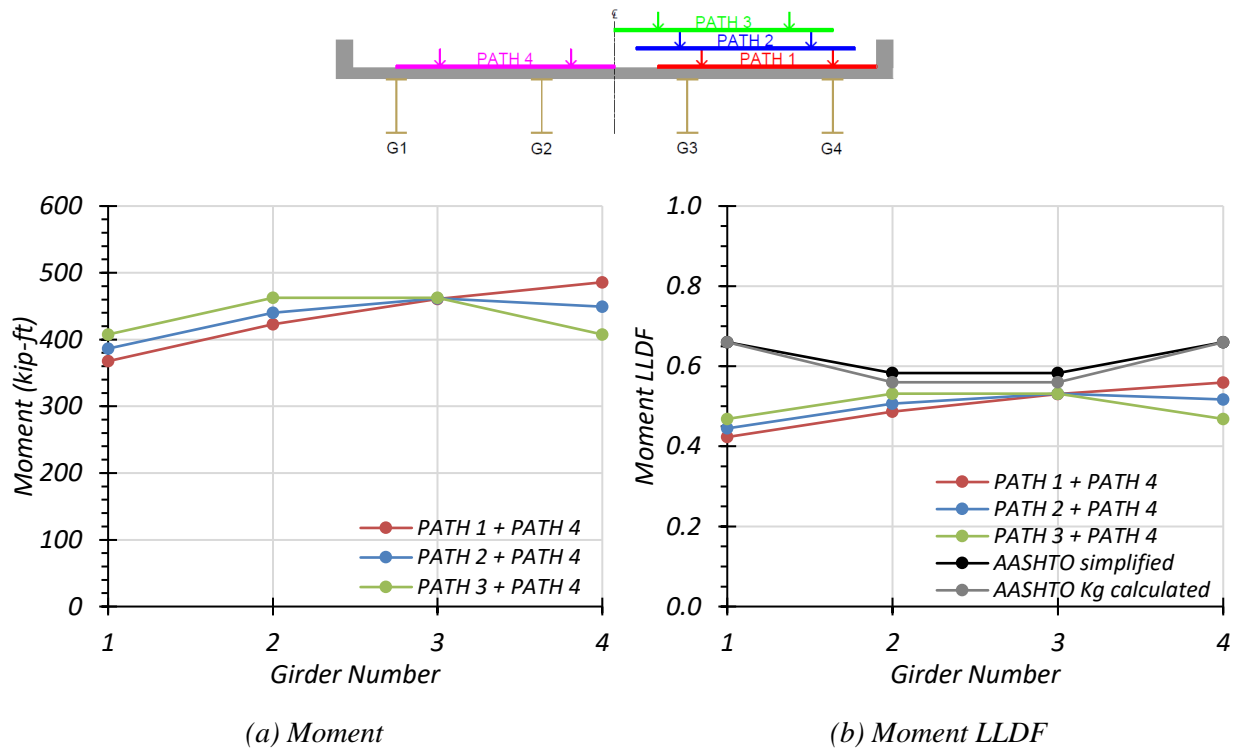 ℄
PATH 3
PATH 2
PATH 4
PATH 1
G1
G2
G3
G4
600
500
400
300
200
100
0
Moment (kip-ft)
1
2
3
4
Girder Number
PATH 1 + PATH 4
PATH 2 + PATH 4
PATH 3 + PATH 4
(a) Moment
1.0
0.8
0.6
0.4
0.2
0.0
Moment LLDF
1
2
3
4
Girder Number
PATH 1 + PATH 4
PATH 2 + PATH 4
PATH 3 + PATH 4
AASHTO simplified
AASHTO Kg calculated
(b) Moment LLDF